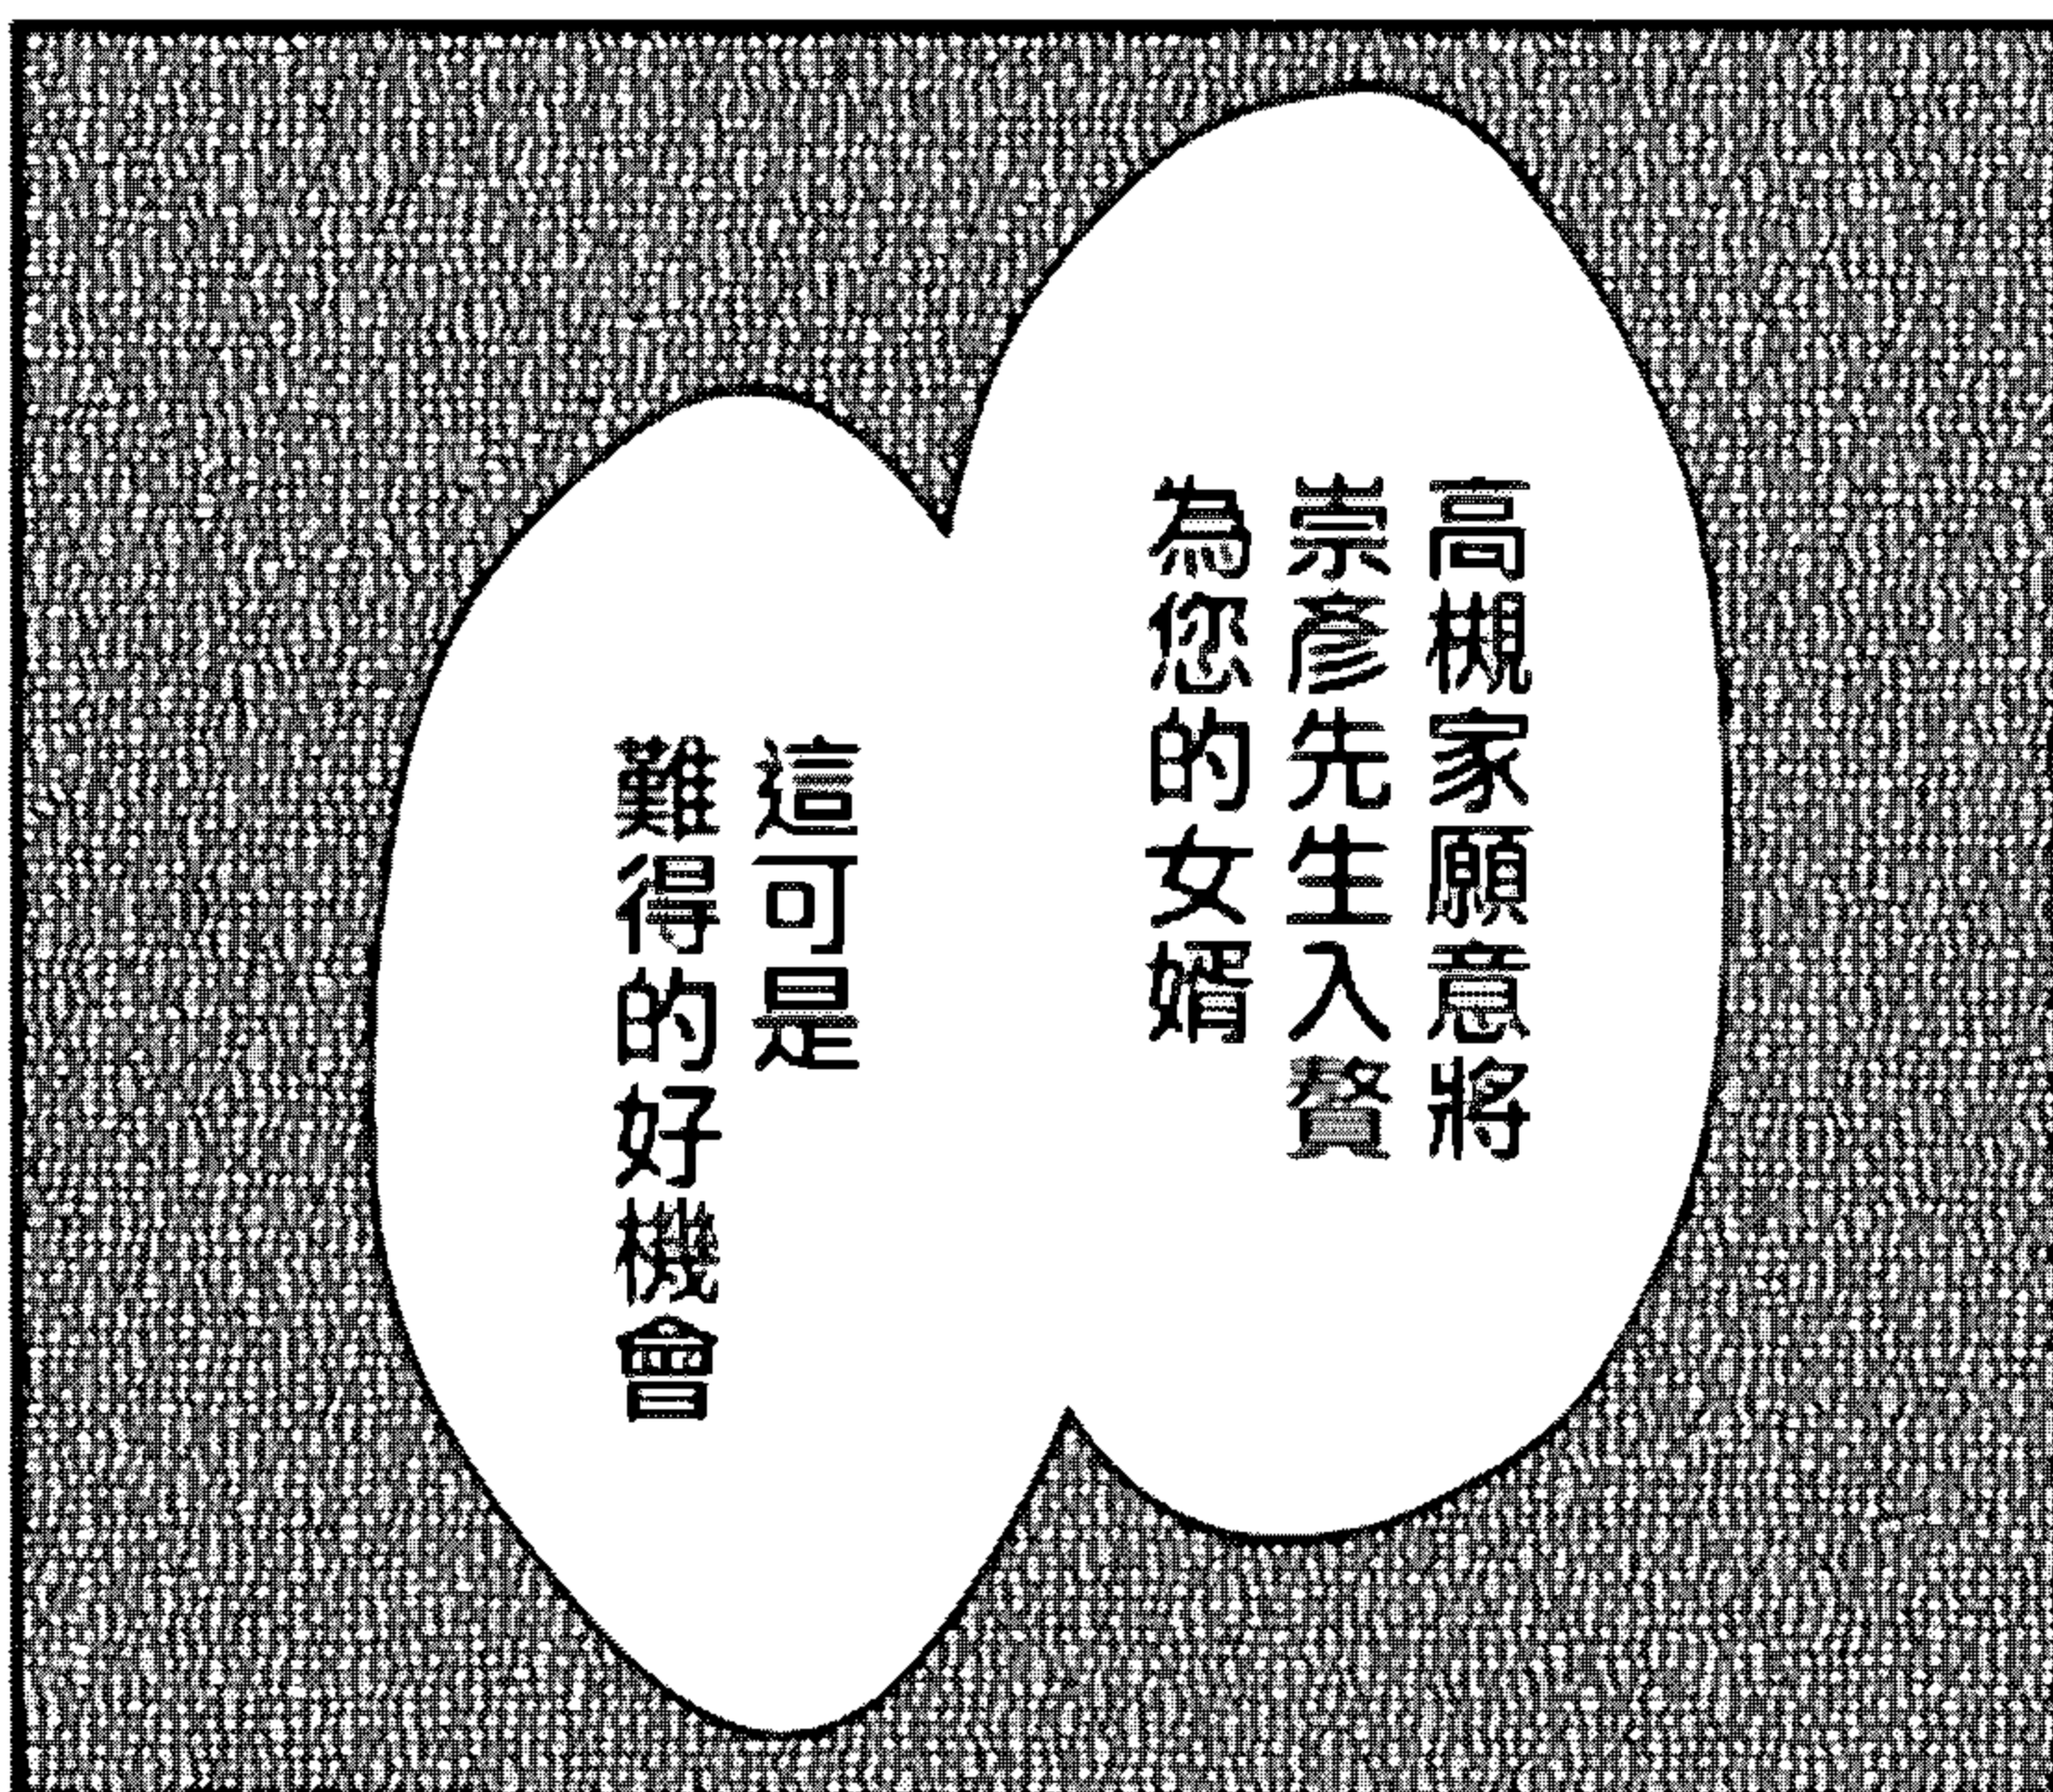 高槻家願意將
崇彥先生入贅
為您的女婿
這可是
難得的好機會